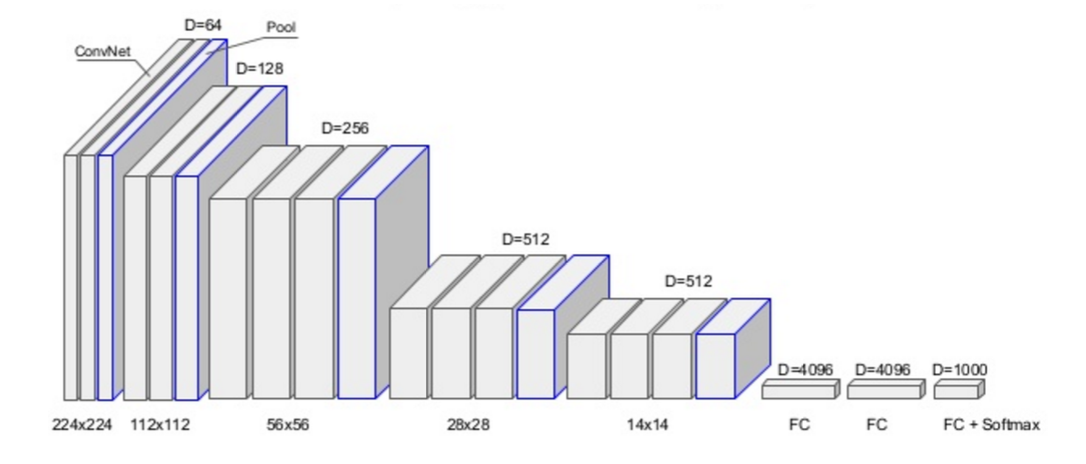 D=64
Pool
ConvNet
D=128
D=256
D=512
D=512
D=4096 D=4096 D=1000
224x224 112x112 56x56 28x28 14x14 FC FC FC + Softmax